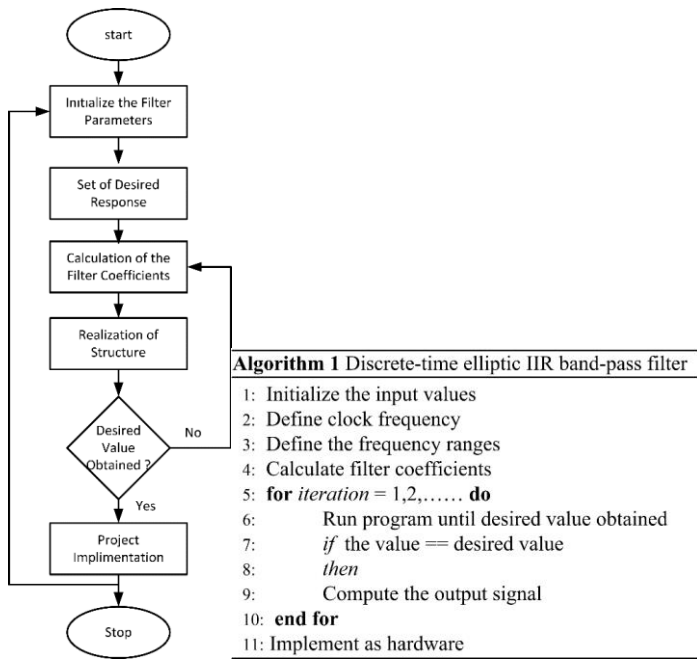 start
Initialize the Filter
Parameters
Set of Desired
Response
Calculation of the
Filter Coefficients
Realization of
Structure
Desired
Value
Obtained ?
No
Yes
Project
Implimentation
Stop
Algorithm 1 Discrete-time elliptic IIR band-pass filter
1: Initialize the input values
2: Define clock frequency
3: Define the frequency ranges
4: Calculate filter coefficients
5: for iteration = 1,2,…… do
6: Run program until desired value obtained
7: if the value == desired value
8: then
9: Compute the output signal
10: end for
11: Implement as hardware